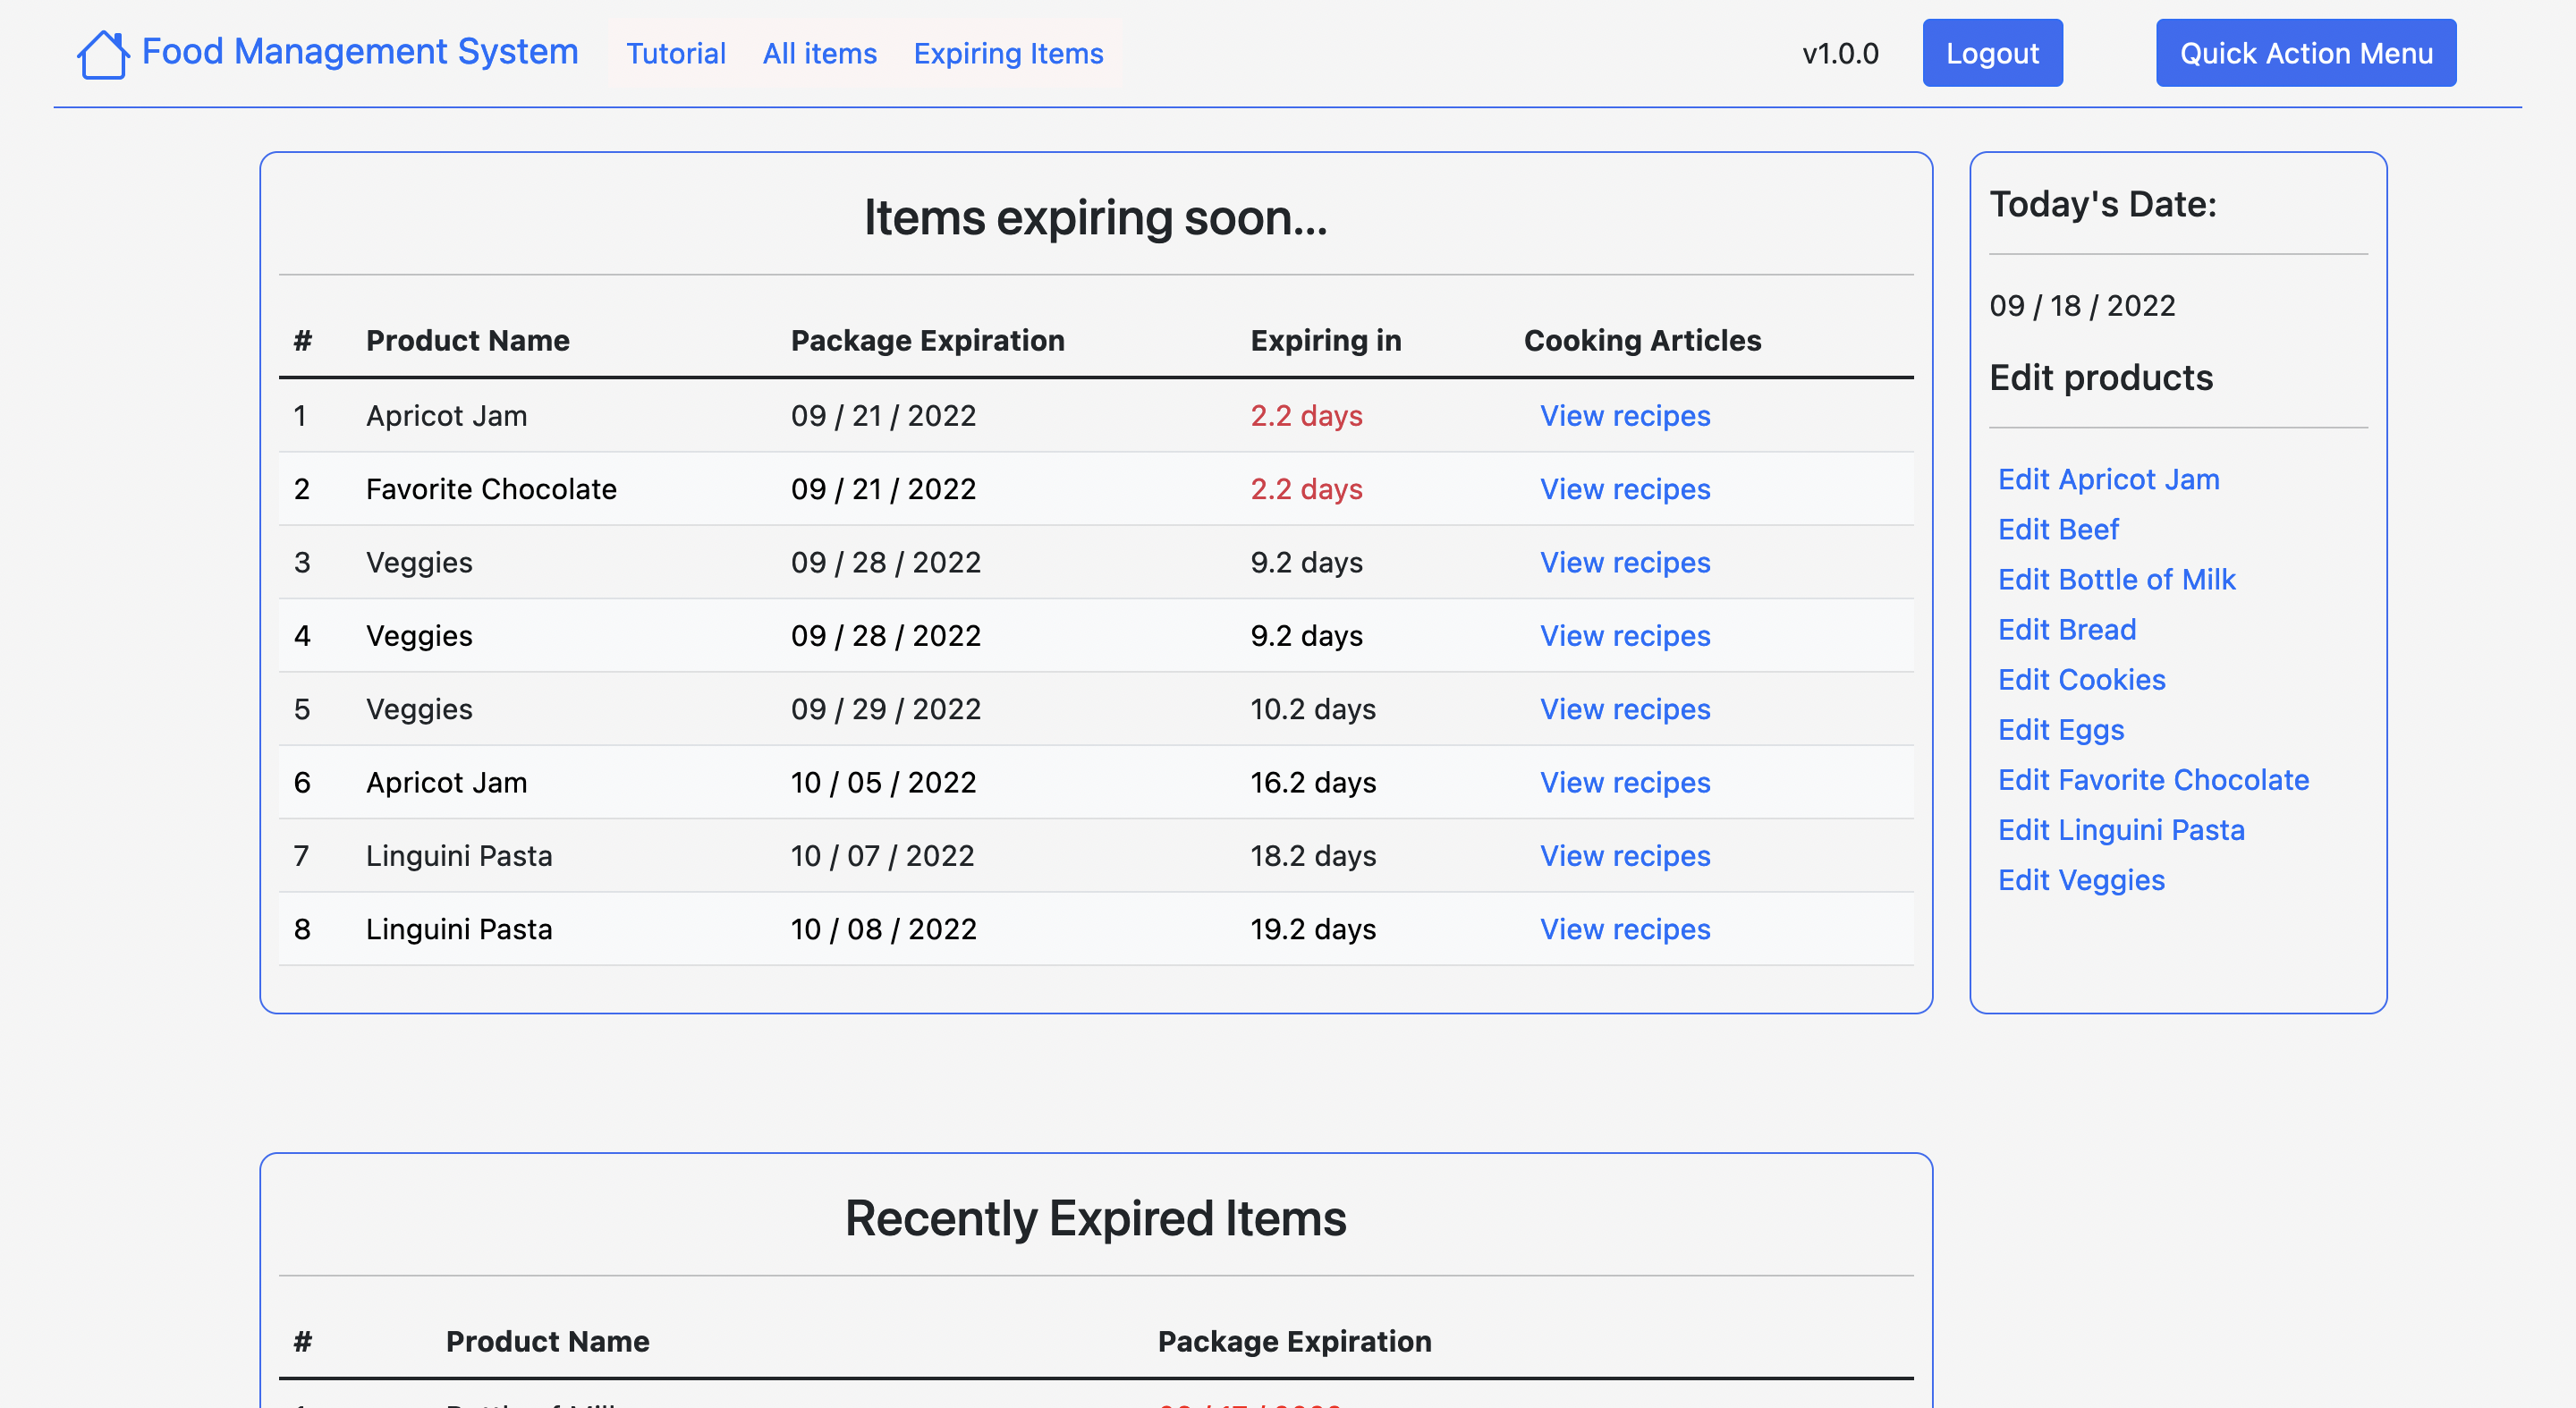 Food Management System Tutorial All items Expiring Items v1.0.0 Logout Quick Action Menu
Items expiring soon...
# Product Name Package Expiration Expiring in Cooking Articles
1 Apricot Jam 09 / 21 / 2022 2.2 days View recipes
2 Favorite Chocolate 09 / 21 / 2022 2.2 days View recipes
3 Veggies 09 / 28 / 2022 9.2 days View recipes
4 Veggies 09 / 28 / 2022 9.2 days View recipes
5 Veggies 09 / 29 / 2022 10.2 days View recipes
6 Apricot Jam 10 / 05 / 2022 16.2 days View recipes
7 Linguini Pasta 10 / 07 / 2022 18.2 days View recipes
8 Linguini Pasta 10 / 08 / 2022 19.2 days View recipes
Today's Date:
09 / 18 / 2022
Edit products
Edit Apricot Jam
Edit Beef
Edit Bottle of Milk
Edit Bread
Edit Cookies
Edit Eggs
Edit Favorite Chocolate
Edit Linguini Pasta
Edit Veggies
Recently Expired Items
# Product Name Package Expiration